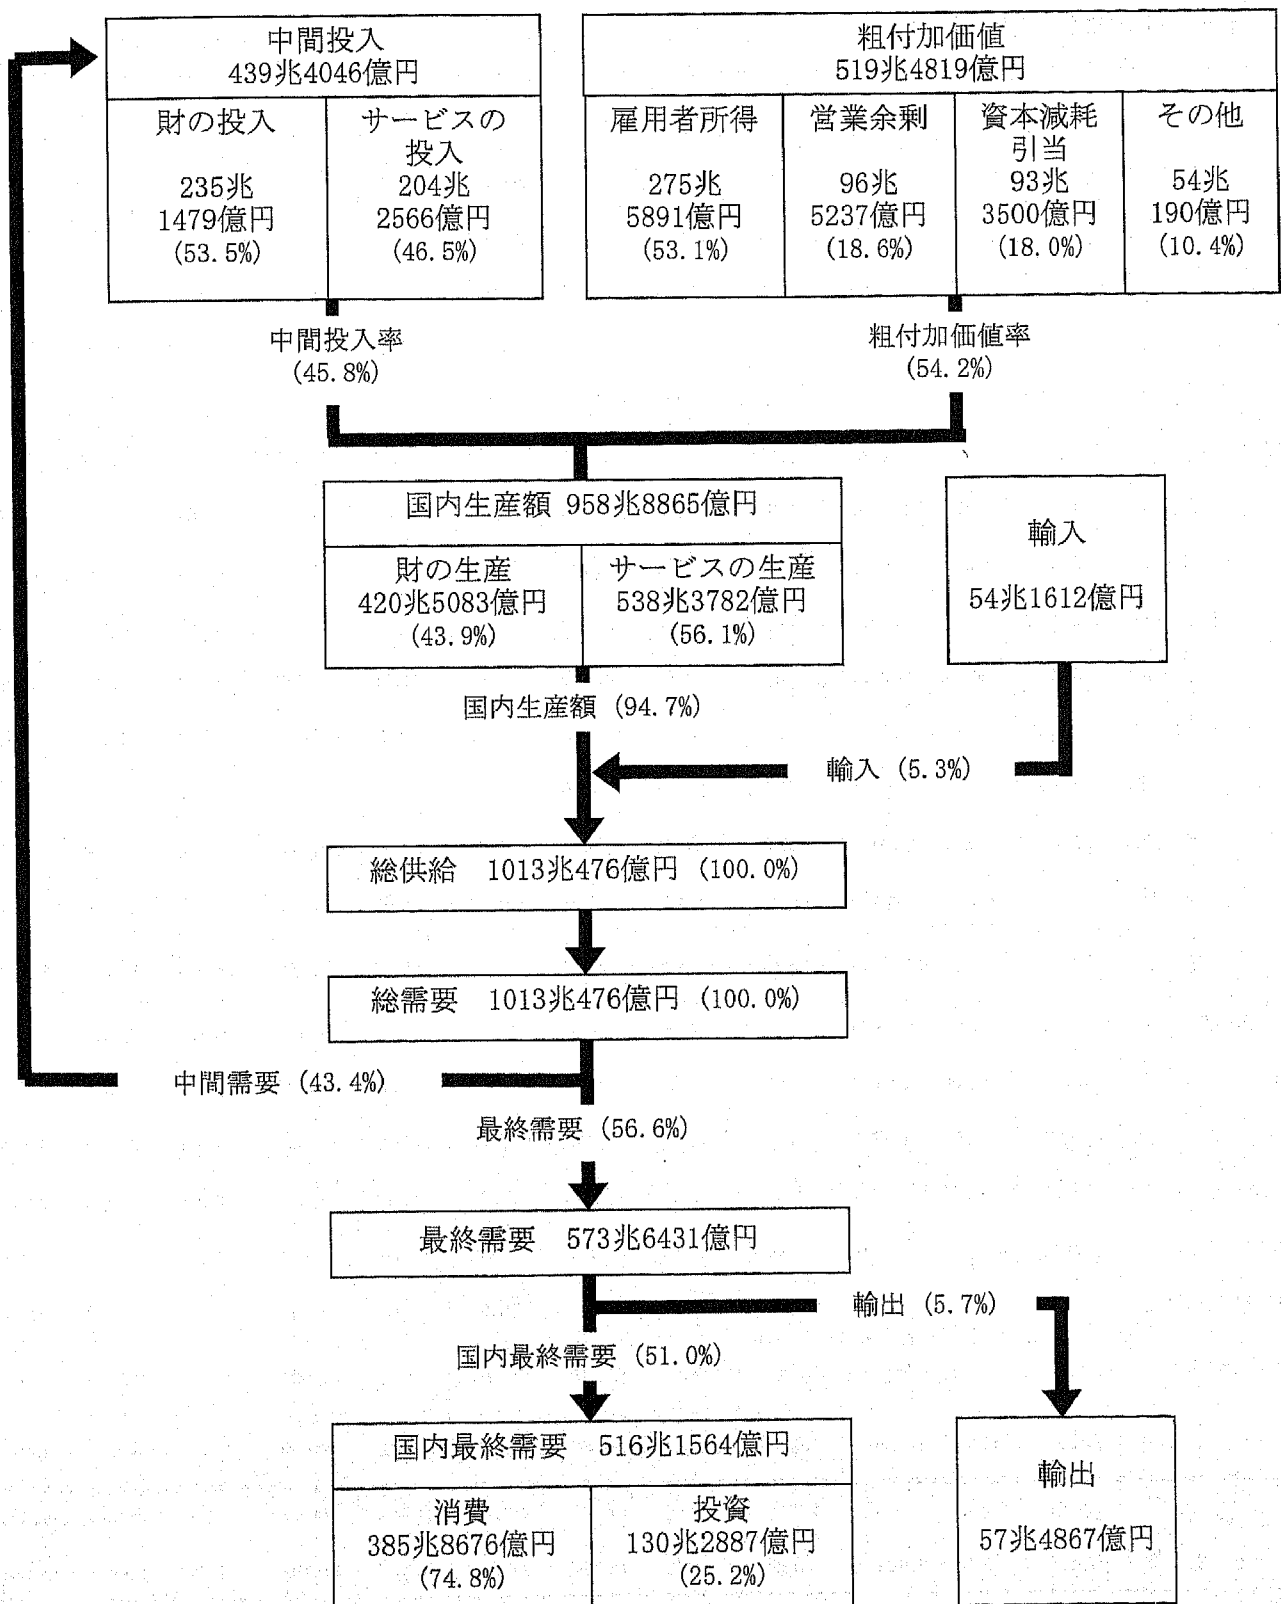 中間投入
439兆4046億円
財の投入
235兆
1479億円
(53.5%)
サービスの
投入
204兆
2566億円
(46.5%)
粗付加価値
519兆4819億円
雇用者所得
275兆
5891億円
(53.1%)
営業余剰
96兆
5237億円
(18.6%)
資本減耗
引当
93兆
3500億円
(18.0%)
その他
54兆
190億円
(10.4%)
中間投入率
(45.8%)
粗付加価値率
(54.2%)
国内生産額 958兆8865億円
財の生産
420兆5083億円
(43.9%)
サービスの生産
538兆3782億円
(56.1%)
輸入
54兆1612億円
国内生産額 (94.7%)
輸入 (5.3%)
総供給 1013兆476億円 (100.0%)
総需要 1013兆476億円 (100.0%)
中間需要 (43.4%)
最終需要 (56.6%)
最終需要 573兆6431億円
輸出 (5.7%)
国内最終需要 (51.0%)
国内最終需要 516兆1564億円
消費
385兆8676億円
(74.8%)
投資
130兆2887億円
(25.2%)
輸出
57兆4867億円